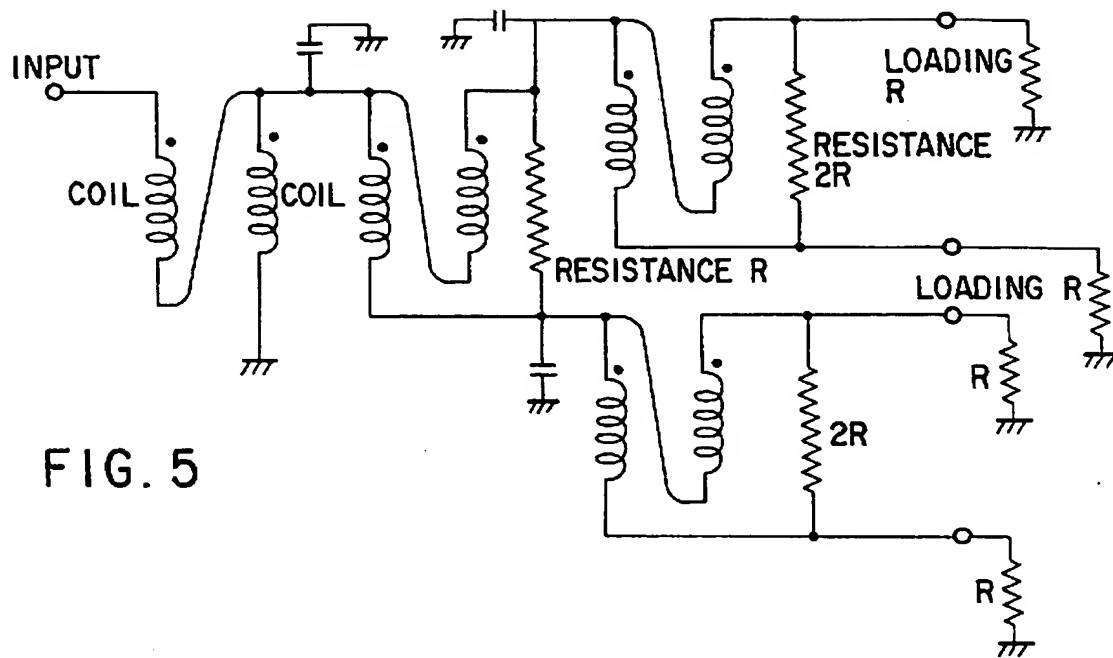 INPUT
COIL
COIL
RESISTANCE R
LOADING
R
RESISTANCE
2R
LOADING R
R
2R
R
FIG. 5